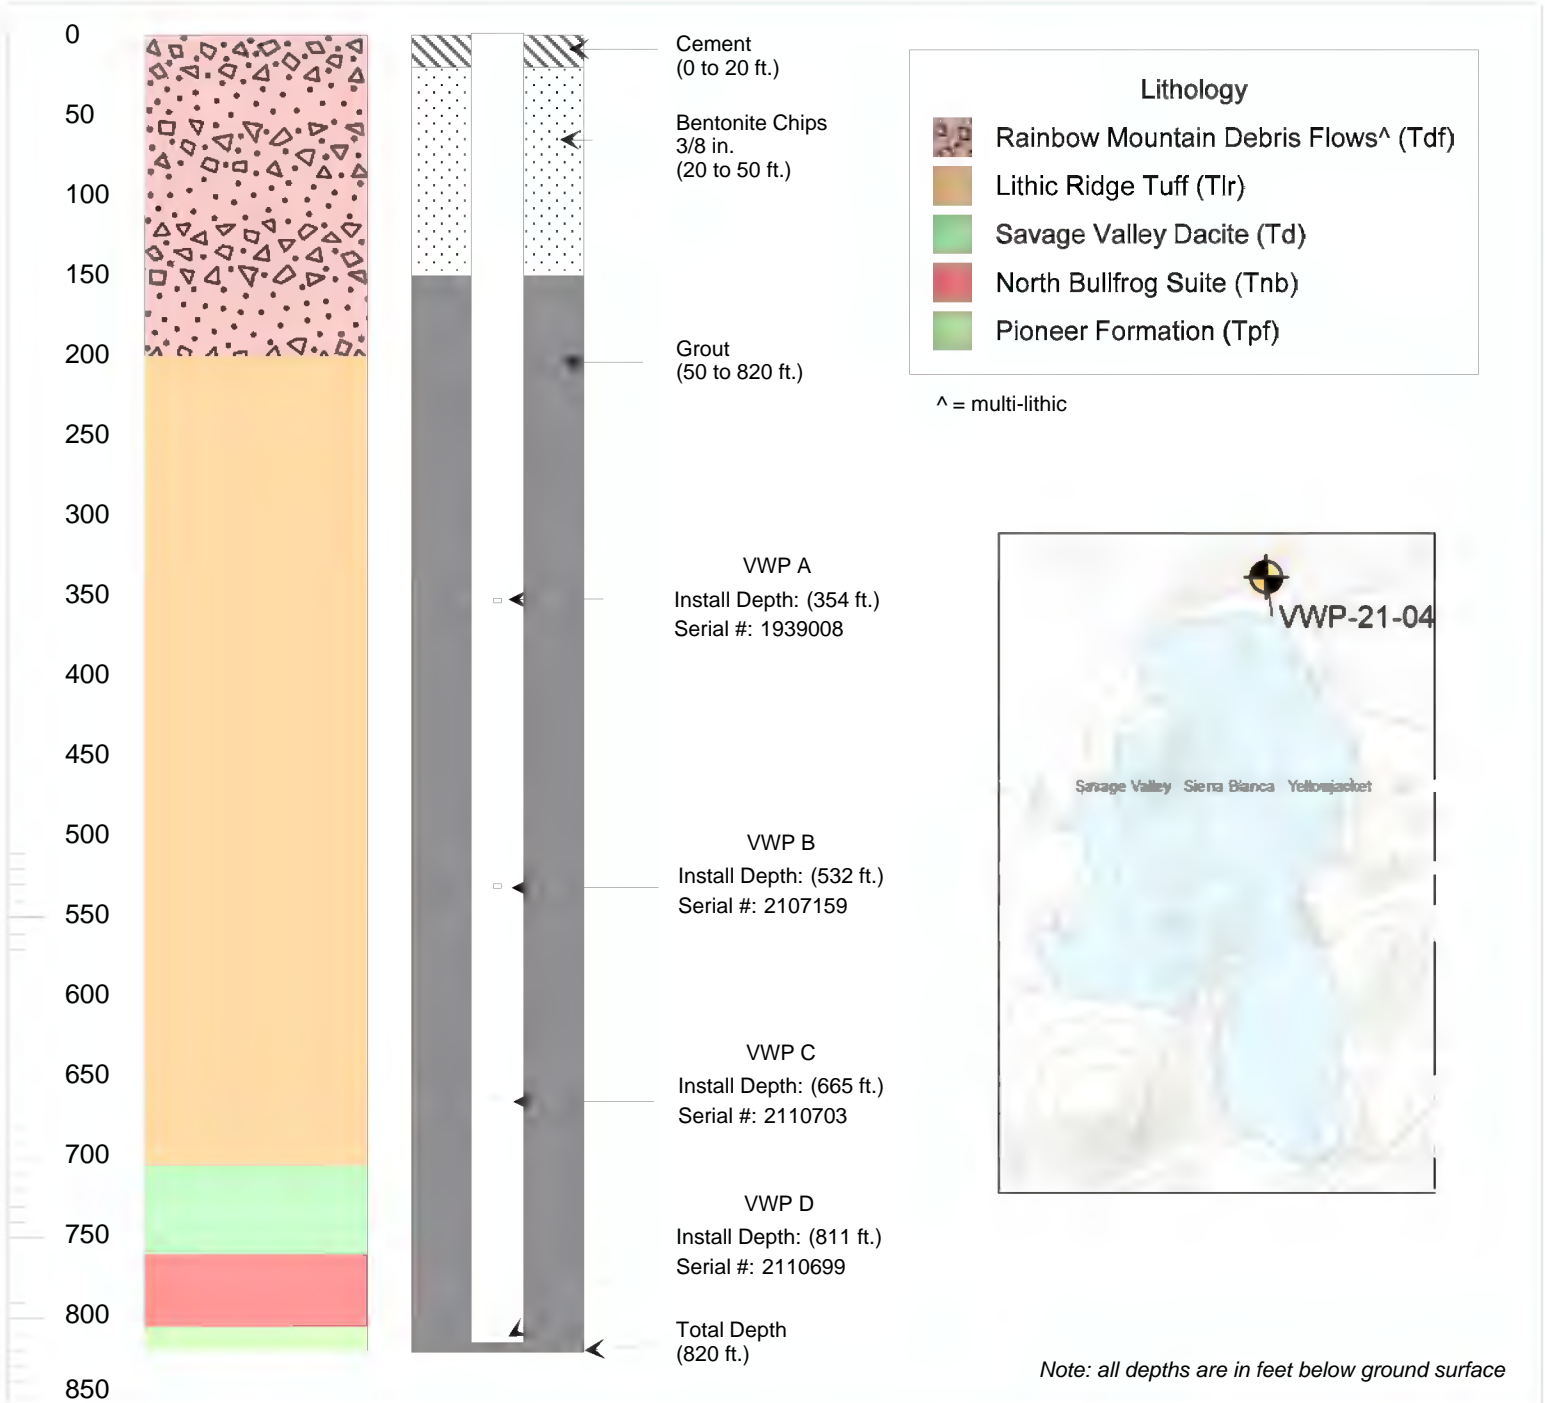 0
50
100
150
200
250
300
350
400
450
500
550
600
650
700
750
800
850
Cement
(0 to 20 ft.)
Bentonite Chips
3/8 in.
(20 to 50 ft.)
Grout
(50 to 820 ft.)
VWP A
Install Depth: (354 ft.)
Serial #: 1939008
VWP B
Install Depth: (532 ft.)
Serial #: 2107159
VWP C
Install Depth: (665 ft.)
Serial #: 2110703
VWP D
Install Depth: (811 ft.)
Serial #: 2110699
Total Depth
(820 ft.)
Lithology
Rainbow Mountain Debris Flows^ (Tdf)
Lithic Ridge Tuff (Tlr)
Savage Valley Dacite (Td)
North Bullfrog Suite (Tnb)
Pioneer Formation (Tpf)
^ = multi-lithic
VWP-21-04
Savage Valley Sierra Blanca Yellowjacket
Note: all depths are in feet below ground surface